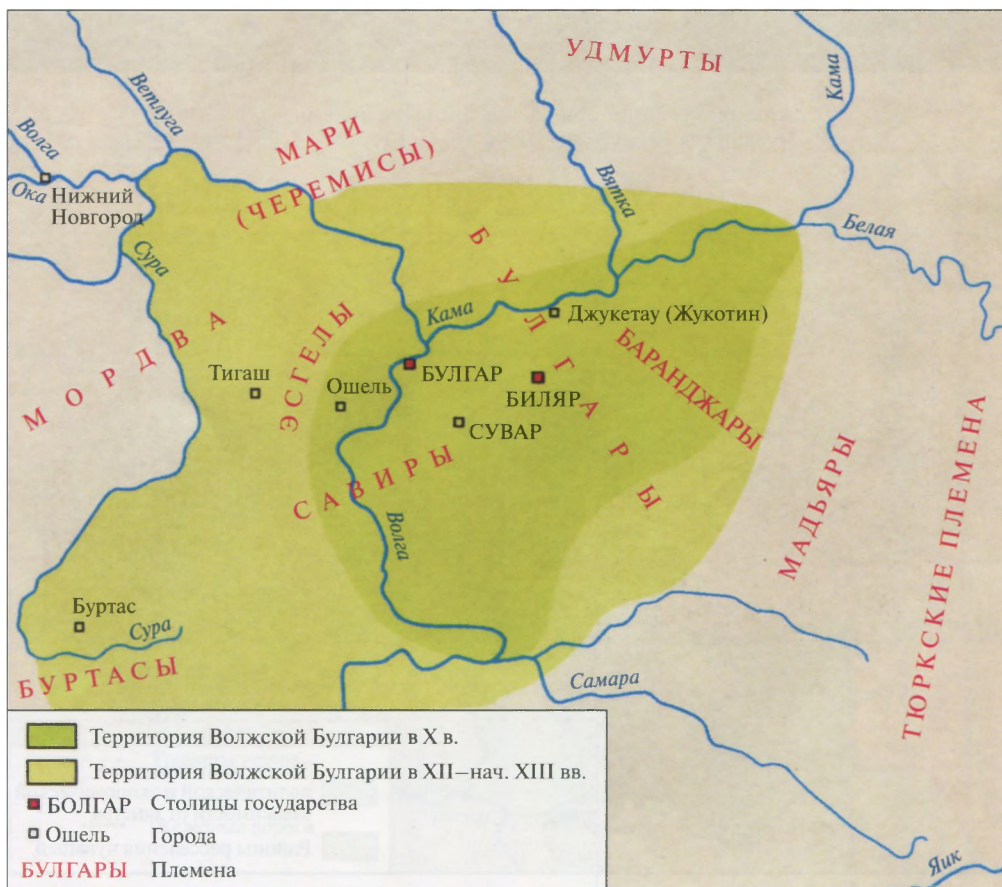 УДМУРТЫ
Кама
Ветлуга
Волга
МАРИ
(ЧЕРЕМИСЫ)
Ока
Нижний
Новгород
Вятка
Белая
Сура
БУЛГАРЫ
Кама
Джукетау (Жукотин)
МОРДВА
ЭСГЕЛЫ
Тигаш
Ошель
БУЛГАР
БИЛЯР
БАРАНДЖАРЫ
СУВАР
САВИРЫ
Волга
МАДЬЯРЫ
ТЮРКСКИЕ ПЛЕМЕНА
Буртас
Сура
БУРТАСЫ
Самара
Яик
Территория Волжской Булгарии в X в.
Территория Волжской Булгарии в XII–нач. XIII вв.
БОЛГАР Столицы государства
Ошель Города
БУЛГАРЫ Племена